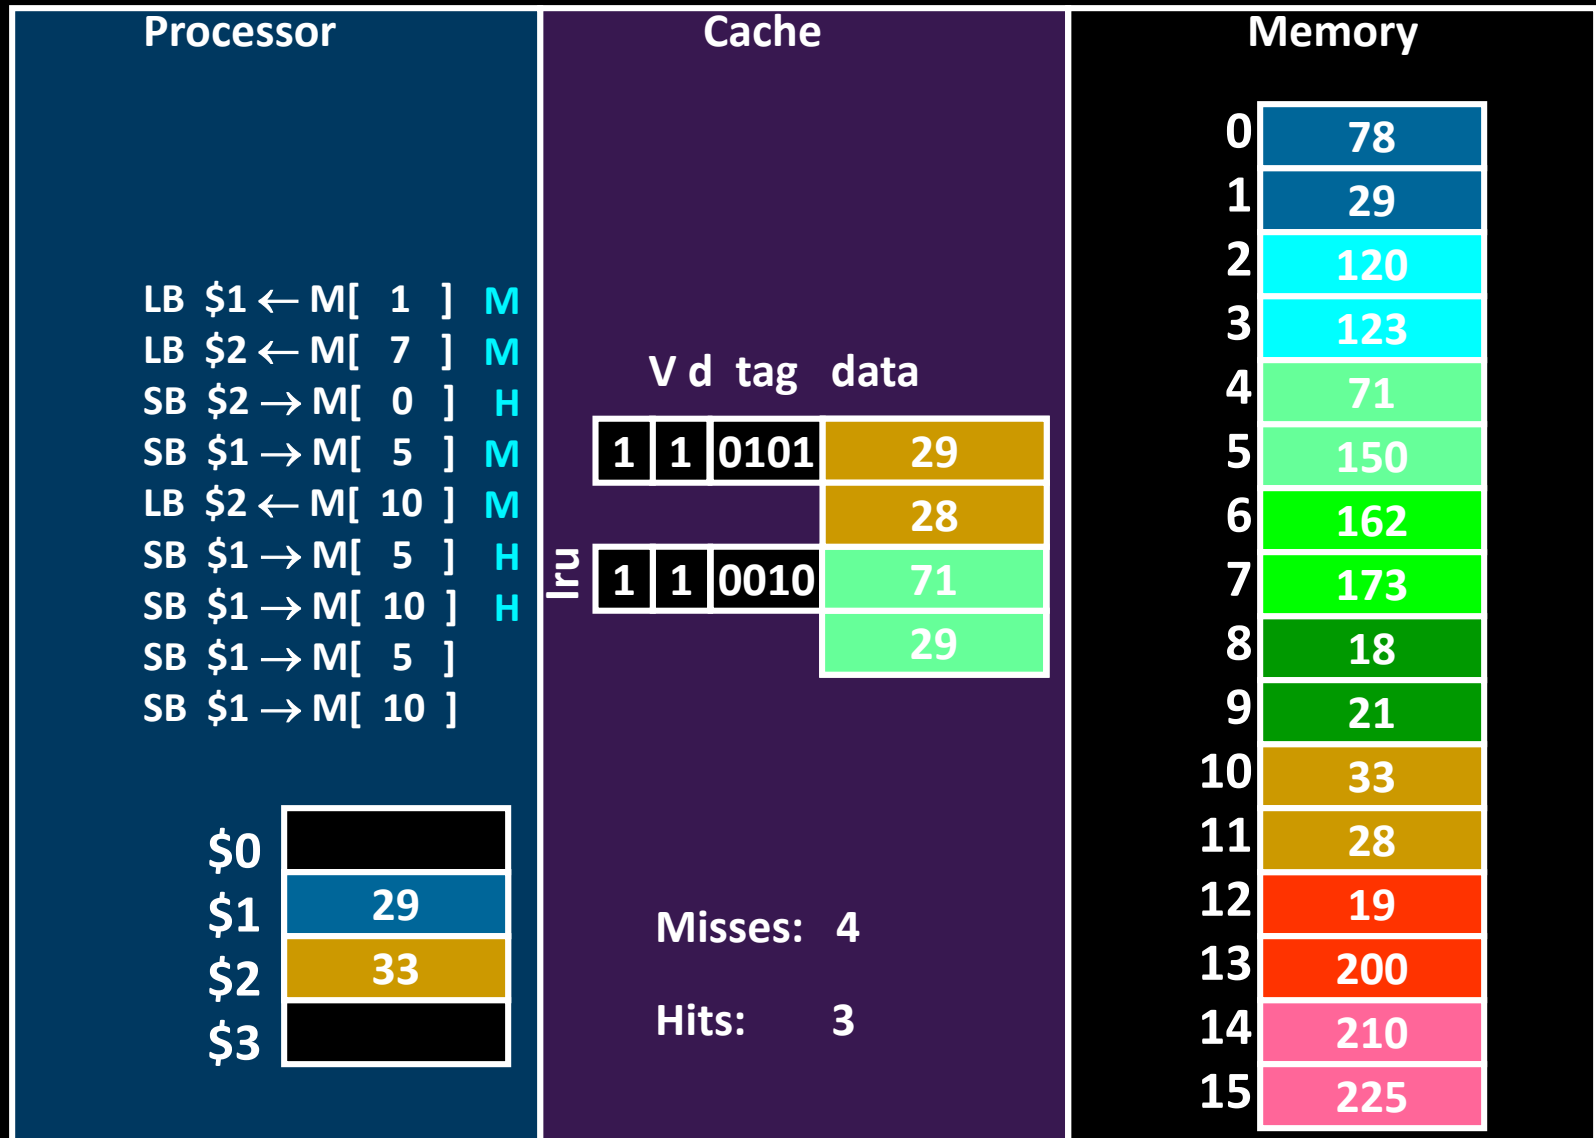 Processor
LB $1 ← M[ 1 ] M
LB $2 ← M[ 7 ] M
SB $2 → M[ 0 ] H
SB $1 → M[ 5 ] M
LB $2 ← M[ 10 ] M
SB $1 → M[ 5 ] H
SB $1 → M[ 10 ] H
SB $1 → M[ 5 ]
SB $1 → M[ 10 ]
$0
$1 29
$2 33
$3
Cache
V d tag data
1 1 0101 29
28
lru 1 1 0010 71
29
Misses: 4
Hits: 3
Memory
0 78
1 29
2 120
3 123
4 71
5 150
6 162
7 173
8 18
9 21
10 33
11 28
12 19
13 200
14 210
15 225